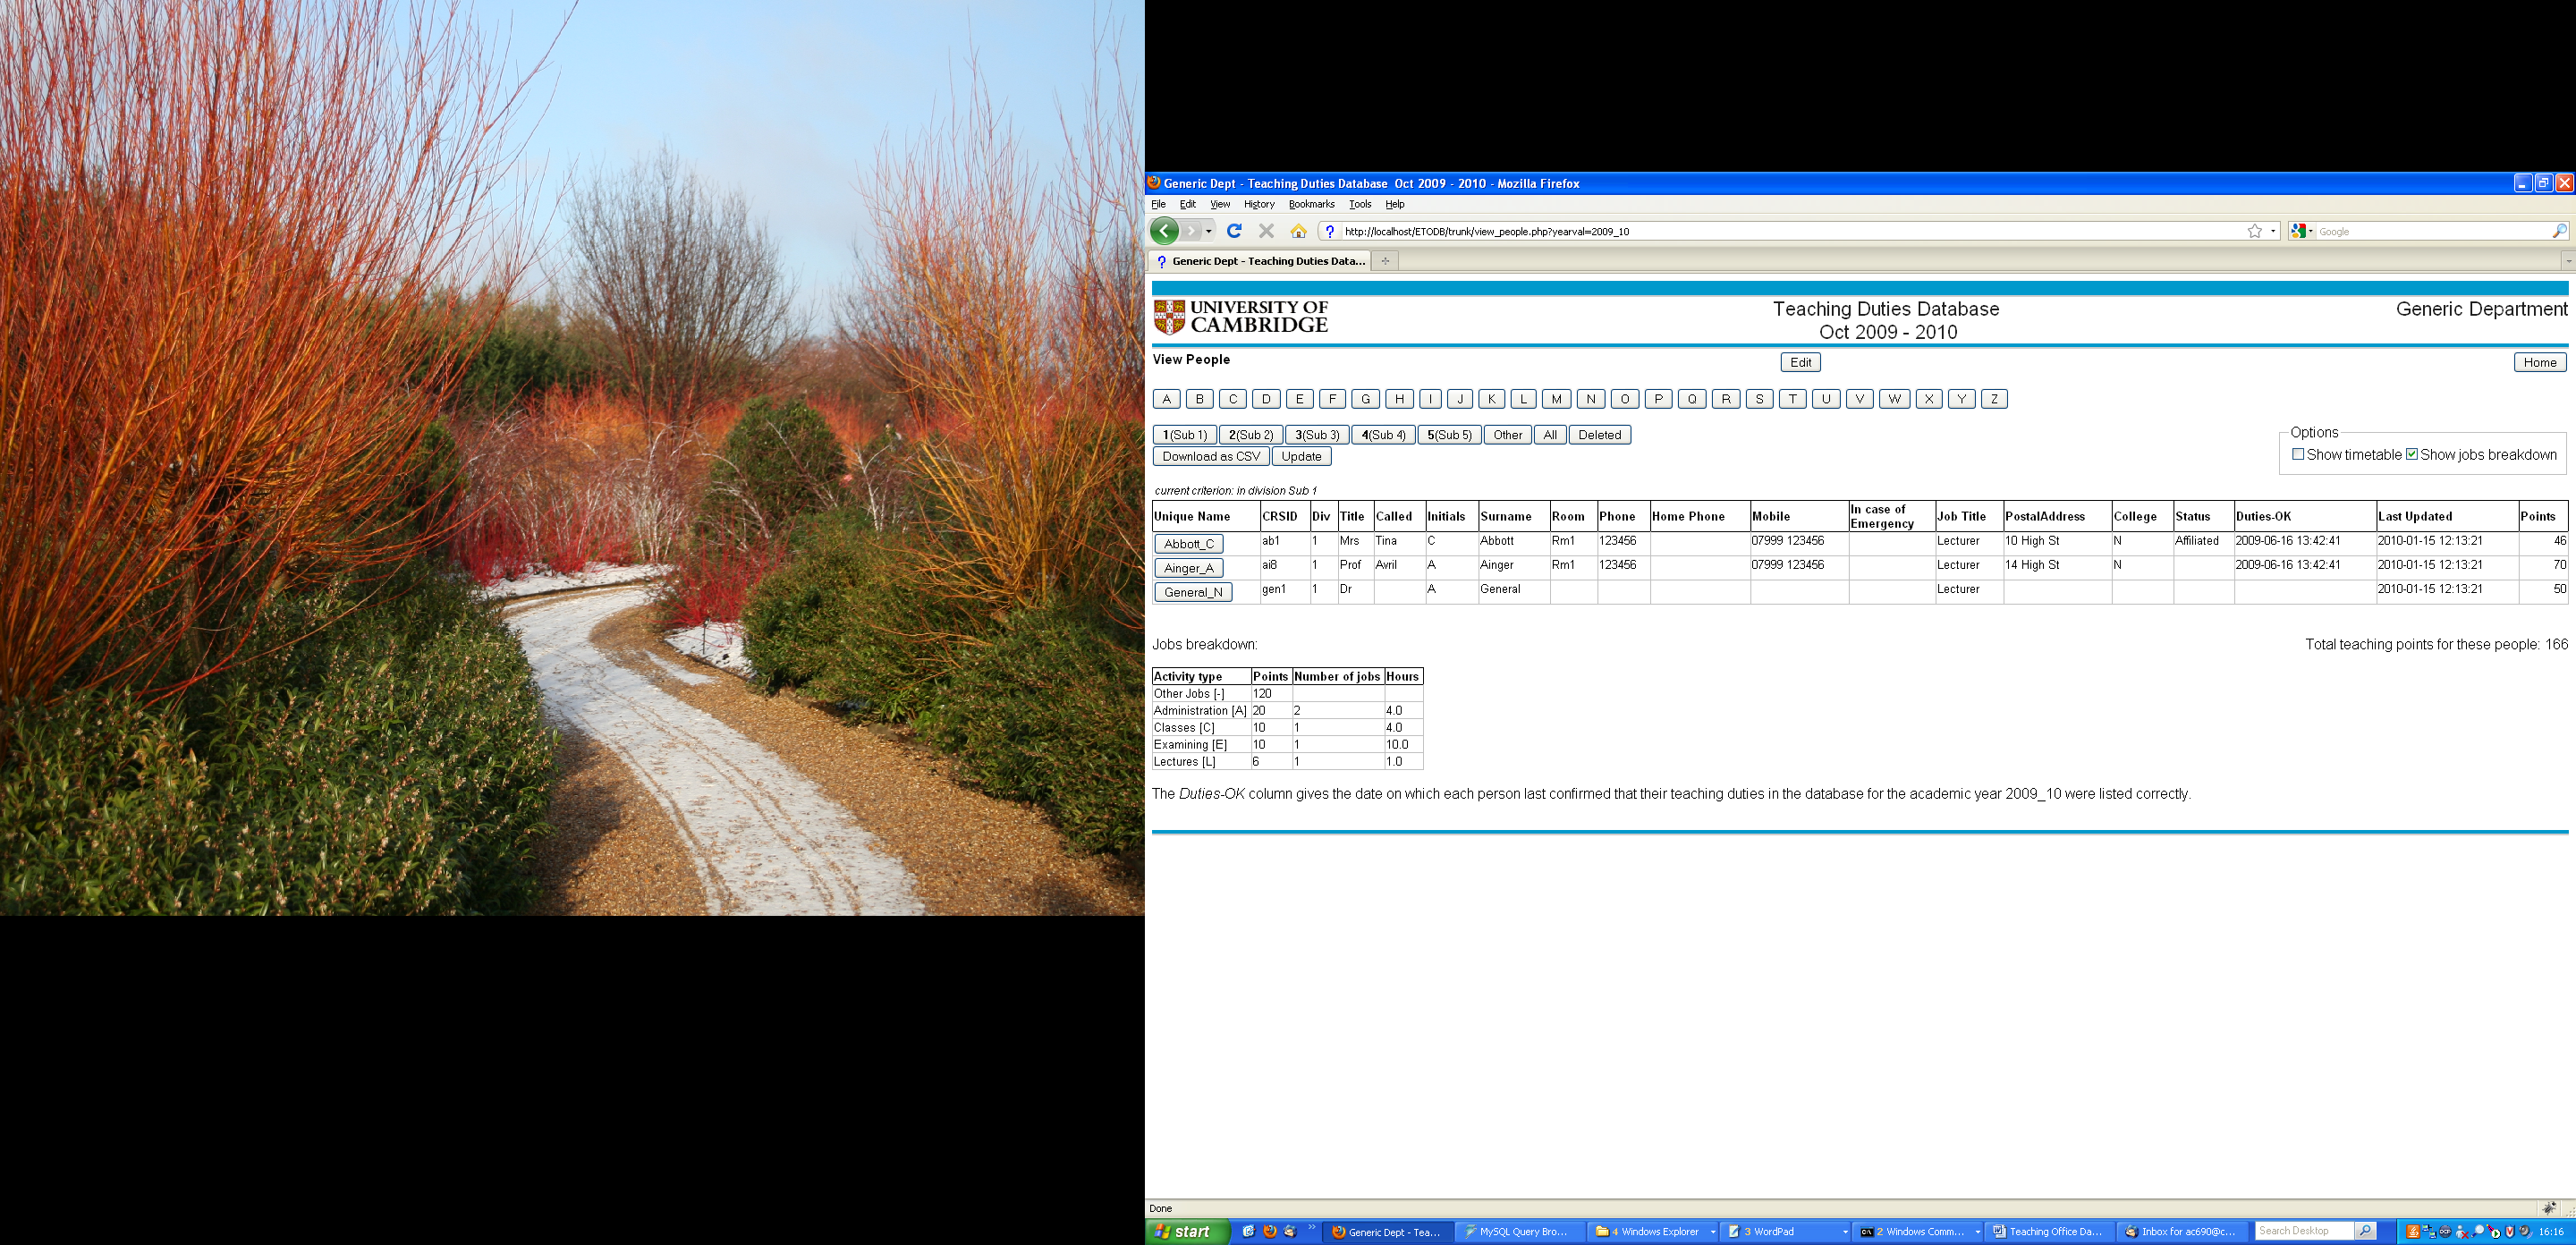 Generic Dept - Teaching Duties Database Oct 2009 - 2010 - Mozilla Firefox
File Edit View History Bookmarks Tools Help
http://localhost/ETODB/trunk/view_people.php?yearval=2009_10 Google
Generic Dept - Teaching Duties Data...
UNIVERSITY OF CAMBRIDGE
Teaching Duties Database
Oct 2009 - 2010
Generic Department
View People Edit Home
A B C D E F G H I J K L M N O P Q R S T U V W X Y Z
1(Sub 1) 2(Sub 2) 3(Sub 3) 4(Sub 4) 5(Sub 5) Other All Deleted
Download as CSV Update
Options
Show timetable Show jobs breakdown
current criterion: in division Sub 1
Unique Name CRSID Div Title Called Initials Surname Room Phone Home Phone Mobile In case of Emergency Job Title PostalAddress College Status Duties-OK Last Updated Points
Abbott_C ab1 1 Mrs Tina C Abbott Rm1 123456 07999 123456 Lecturer 10 High St N Affiliated 2009-06-16 13:42:41 2010-01-15 12:13:21 46
Ainger_A ai8 1 Prof Avril A Ainger Rm1 123456 07999 123456 Lecturer 14 High St N 2009-06-16 13:42:41 2010-01-15 12:13:21 70
General_N gen1 1 Dr A General Lecturer 2010-01-15 12:13:21 50
Jobs breakdown: Total teaching points for these people: 166
Activity type Points Number of jobs Hours
Other Jobs [-] 120
Administration [A] 20 2 4.0
Classes [C] 10 1 4.0
Examining [E] 10 1 10.0
Lectures [L] 6 1 1.0
The Duties-OK column gives the date on which each person last confirmed that their teaching duties in the database for the academic year 2009_10 were listed correctly.
Done
start Generic Dept - Tea... MySQL Query Bro... 4 Windows Explorer 3 WordPad 2 Windows Comm... Teaching Office Da... Inbox for ac690@c... Search Desktop 16:16